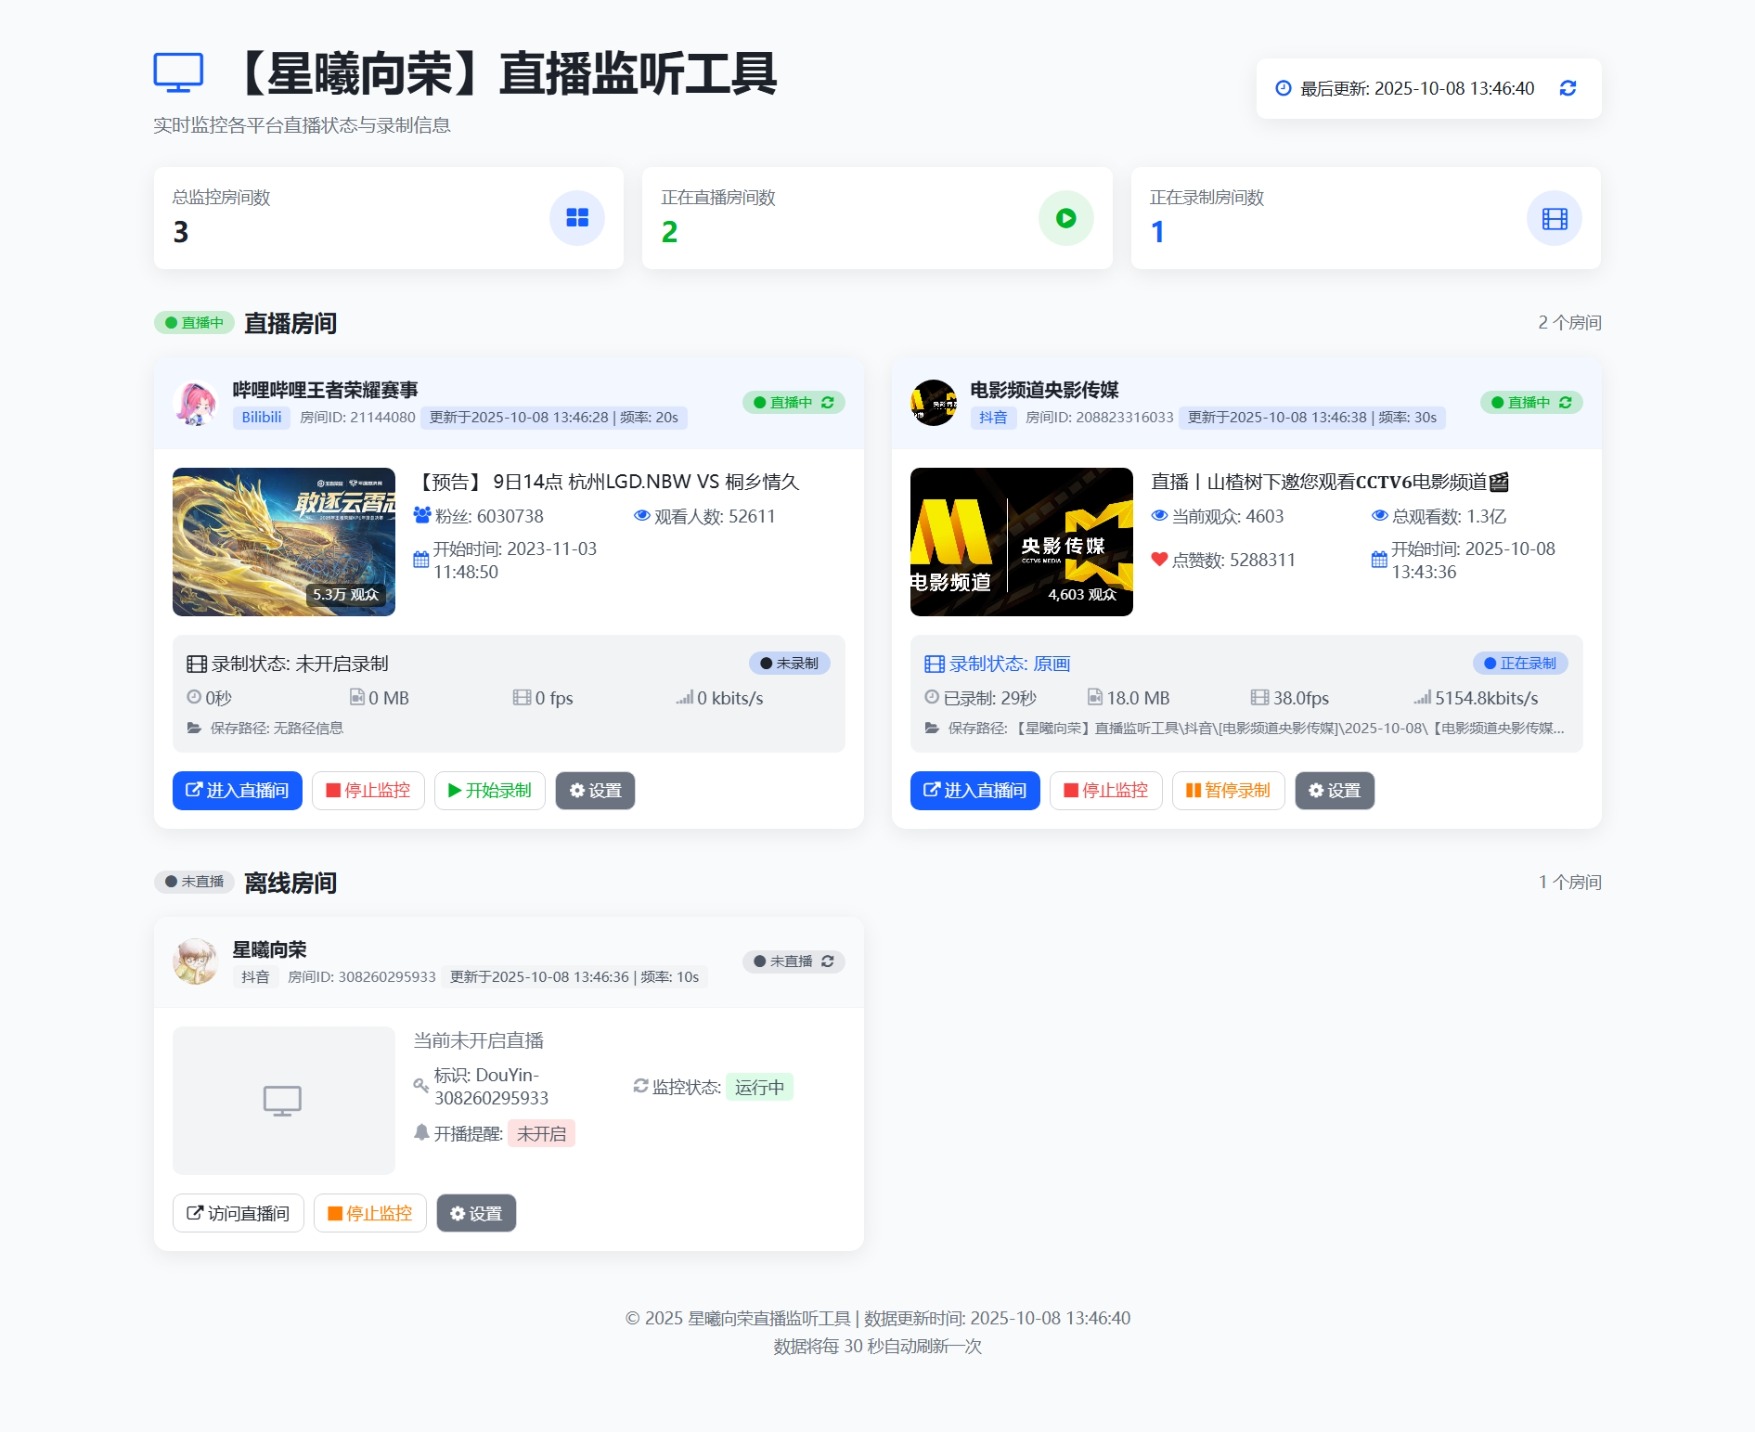 【星曦向荣】直播监听工具
实时监控各平台直播状态与录制信息
最后更新: 2025-10-08 13:46:40
总监控房间数
3
正在直播房间数
2
正在录制房间数
1
直播中 直播房间
2 个房间
哔哩哔哩王者荣耀赛事
Bilibili 房间ID: 21144080 更新于2025-10-08 13:46:28 | 频率: 20s
直播中
敢逐云霄志
5.3万 观众
【预告】 9日14点 杭州LGD.NBW VS 桐乡情久
粉丝: 6030738
观看人数: 52611
开始时间: 2023-11-03
11:48:50
录制状态: 未开启录制
未录制
0秒 0 MB 0 fps 0 kbits/s
保存路径: 无路径信息
进入直播间 停止监控 开始录制 设置
电影频道央影传媒
抖音 房间ID: 208823316033 更新于2025-10-08 13:46:38 | 频率: 30s
直播中
电影频道
央影传媒
CCTV6 MEDIA
4,603 观众
直播丨山楂树下邀您观看CCTV6电影频道🎬
当前观众: 4603
总观看数: 1.3亿
点赞数: 5288311
开始时间: 2025-10-08
13:43:36
录制状态: 原画
正在录制
已录制: 29秒 18.0 MB 38.0fps 5154.8kbits/s
保存路径: 【星曦向荣】直播监听工具\抖音\[电影频道央影传媒]\2025-10-08\【电影频道央影传媒...
进入直播间 停止监控 暂停录制 设置
未直播 离线房间
1 个房间
星曦向荣
抖音 房间ID: 308260295933 更新于2025-10-08 13:46:36 | 频率: 10s
未直播
当前未开启直播
标识: DouYin-
308260295933
监控状态: 运行中
开播提醒: 未开启
访问直播间 停止监控 设置
© 2025 星曦向荣直播监听工具 | 数据更新时间: 2025-10-08 13:46:40
数据将每 30 秒自动刷新一次